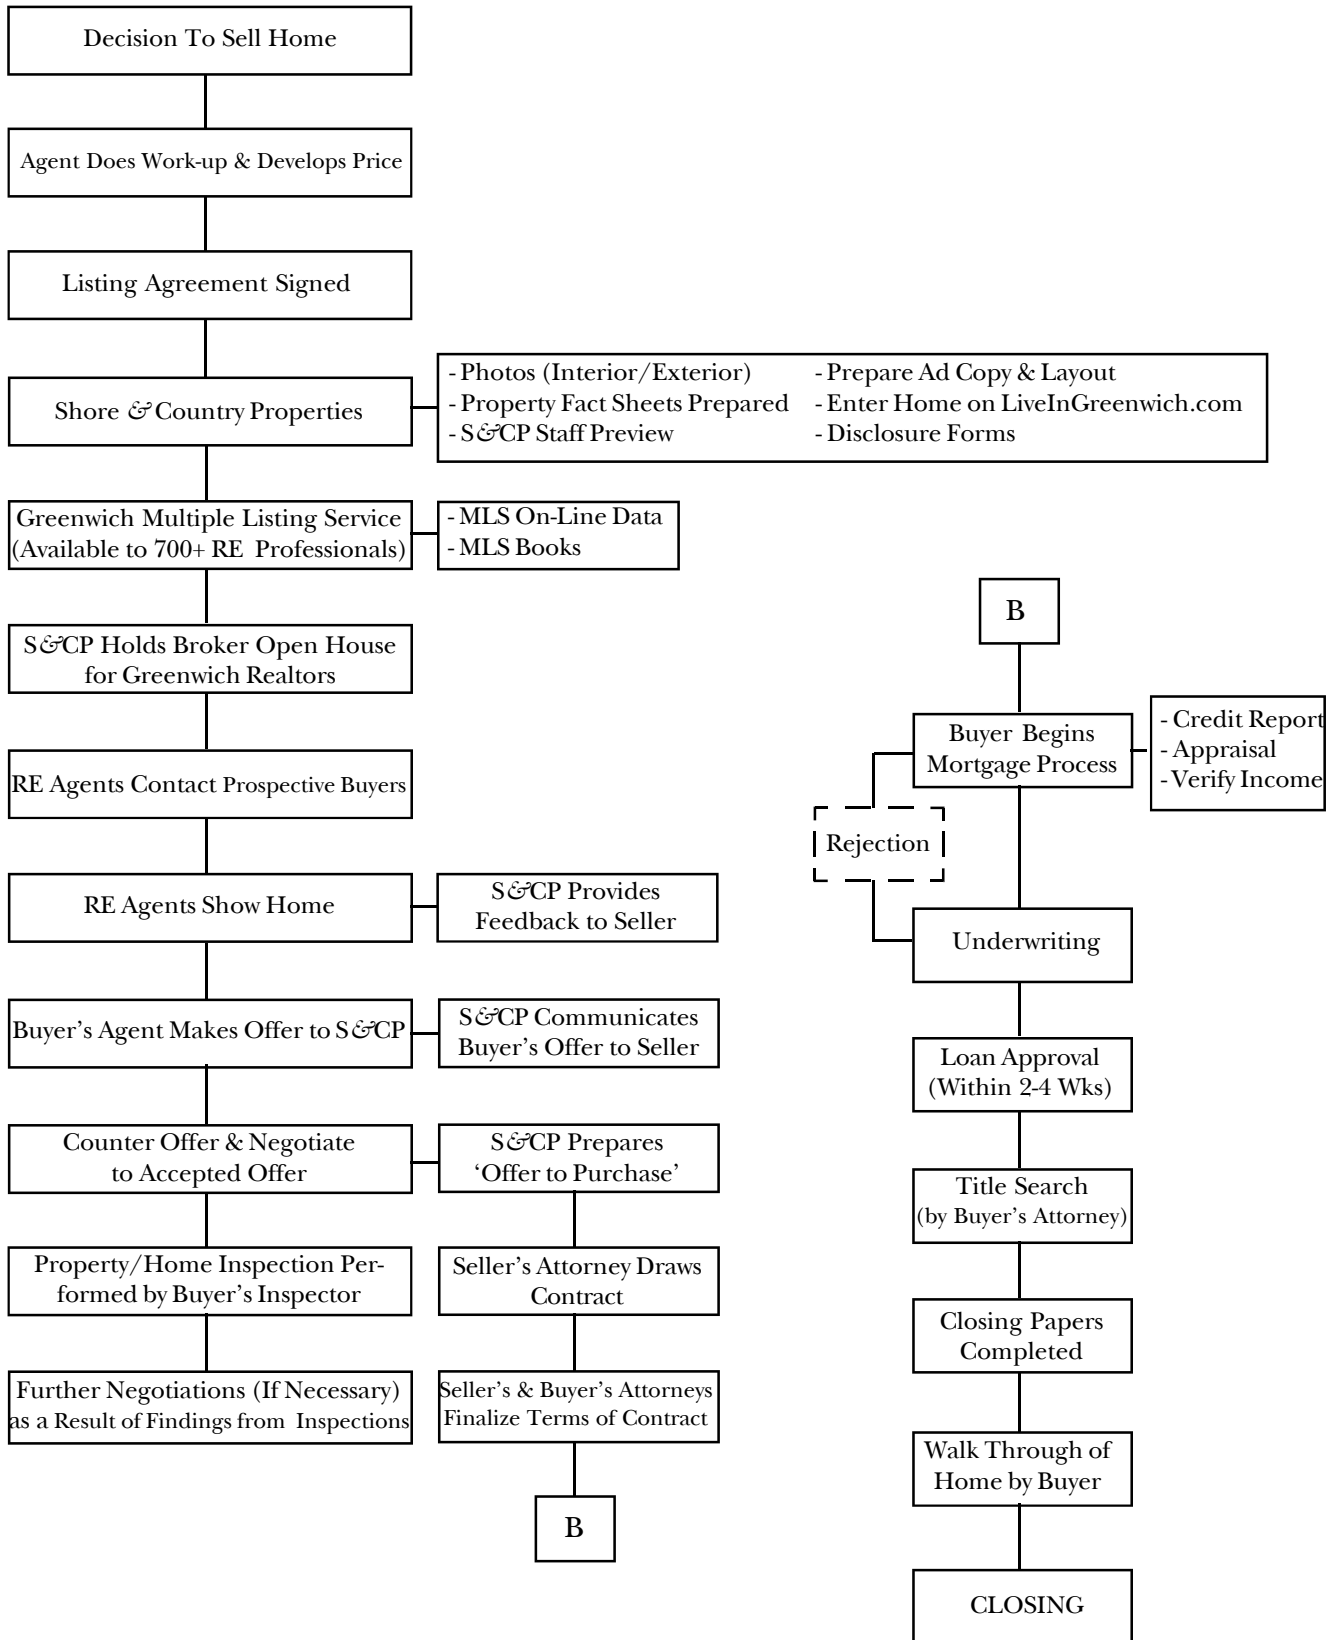 Decision To Sell Home
Agent Does Work-up & Develops Price
Listing Agreement Signed
Shore & Country Properties
- Photos (Interior/Exterior)
- Property Fact Sheets Prepared
- S&CP Staff Preview
- Prepare Ad Copy & Layout
- Enter Home on LiveInGreenwich.com
- Disclosure Forms
Greenwich Multiple Listing Service
(Available to 700+ RE Professionals)
- MLS On-Line Data
- MLS Books
S&CP Holds Broker Open House
for Greenwich Realtors
RE Agents Contact Prospective Buyers
RE Agents Show Home
S&CP Provides
Feedback to Seller
Buyer's Agent Makes Offer to S&CP
S&CP Communicates
Buyer's Offer to Seller
Counter Offer & Negotiate
to Accepted Offer
S&CP Prepares
‘Offer to Purchase’
Property/Home Inspection Per-
formed by Buyer’s Inspector
Seller’s Attorney Draws
Contract
Further Negotiations (If Necessary)
as a Result of Findings from Inspections
Seller’s & Buyer’s Attorneys
Finalize Terms of Contract
B
B
Buyer Begins
Mortgage Process
- Credit Report
- Appraisal
- Verify Income
Rejection
Underwriting
Loan Approval
(Within 2-4 Wks)
Title Search
(by Buyer’s Attorney)
Closing Papers
Completed
Walk Through of
Home by Buyer
CLOSING